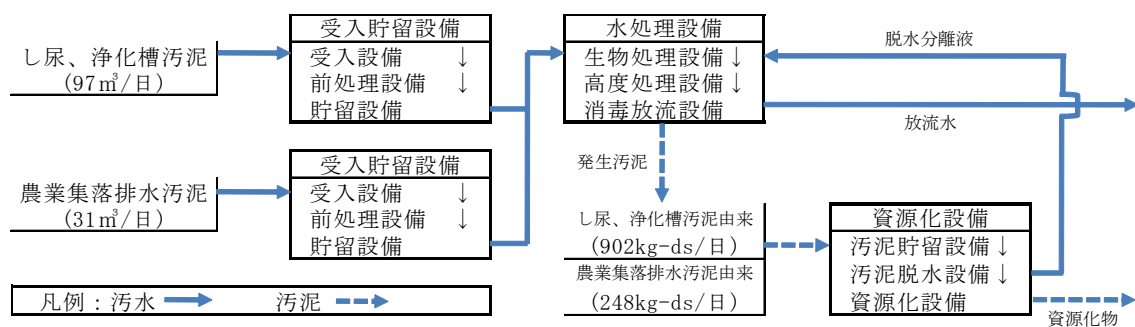 し尿、浄化槽汚泥
(97㎥/日)
受入貯留設備
受入設備 ↓
前処理設備 ↓
貯留設備
農業集落排水汚泥
(31㎥/日)
受入貯留設備
受入設備 ↓
前処理設備 ↓
貯留設備
水処理設備
生物処理設備↓
高度処理設備↓
消毒放流設備
脱水分離液
放流水
発生汚泥
し尿、浄化槽汚泥由来
(902kg-ds/日)
農業集落排水汚泥由来
(248kg-ds/日)
資源化設備
汚泥貯留設備↓
汚泥脱水設備↓
資源化設備
資源化物
凡例：汚水 汚泥